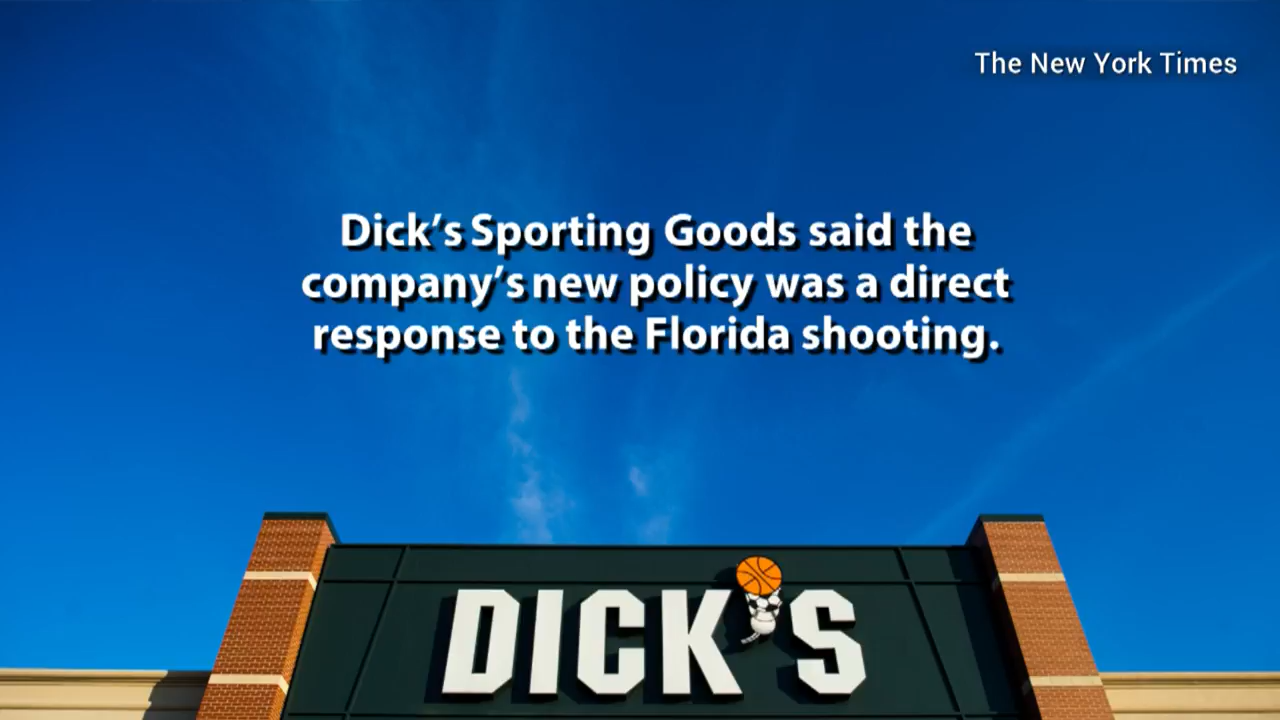 The New York Times
Dick's Sporting Goods said the
company's new policy was a direct
response to the Florida shooting.
DICK'S